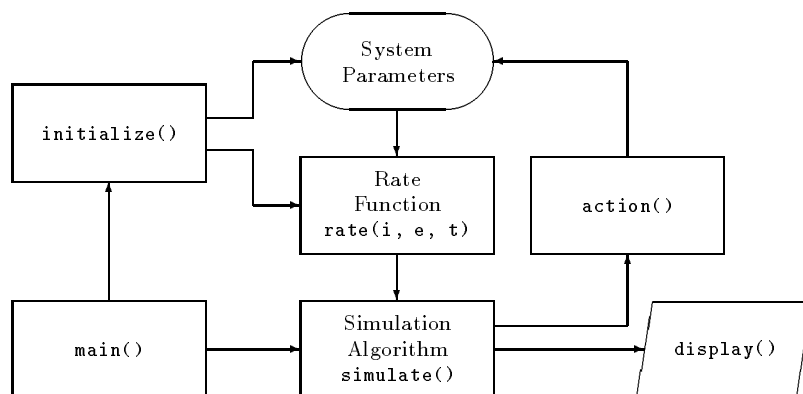 System
Parameters
initialize()
Rate
Function
rate(i, e, t)
action()
main()
Simulation
Algorithm
simulate()
display()